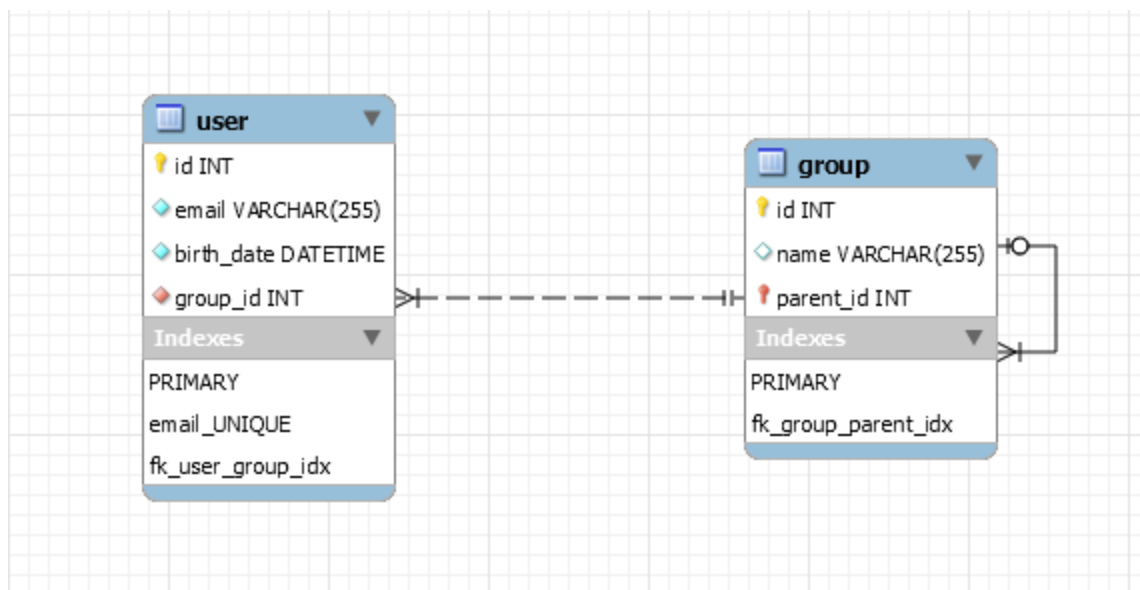 user
id INT
email VARCHAR(255)
birth_date DATETIME
group_id INT
Indexes
PRIMARY
email_UNIQUE
fk_user_group_idx
group
id INT
name VARCHAR(255)
parent_id INT
Indexes
PRIMARY
fk_group_parent_idx